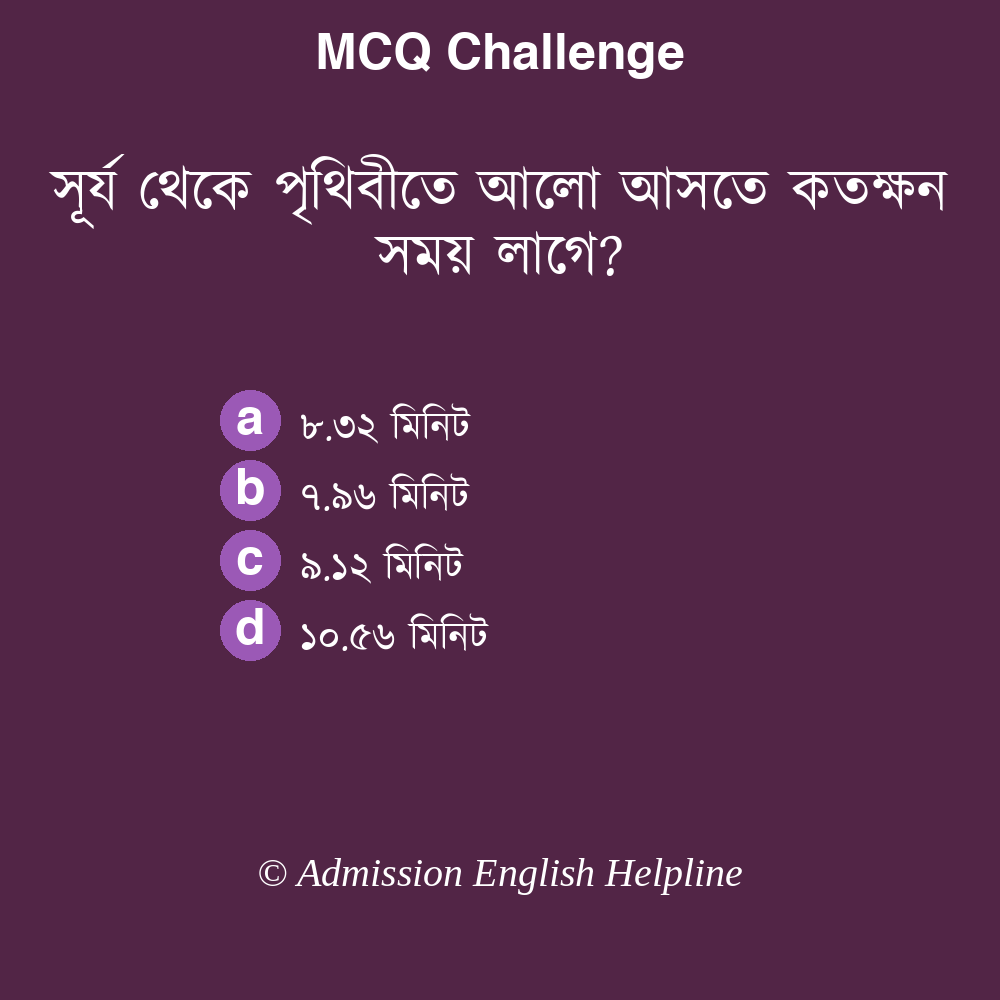 MCQ Challenge
সূর্য থেকে পৃথিবীতে আলো আসতে কতক্ষন
সময় লাগে?
a ৮.৩২ মিনিট
b ৭.৯৬ মিনিট
c ৯.১২ মিনিট
d ১০.৫৬ মিনিট
© Admission English Helpline